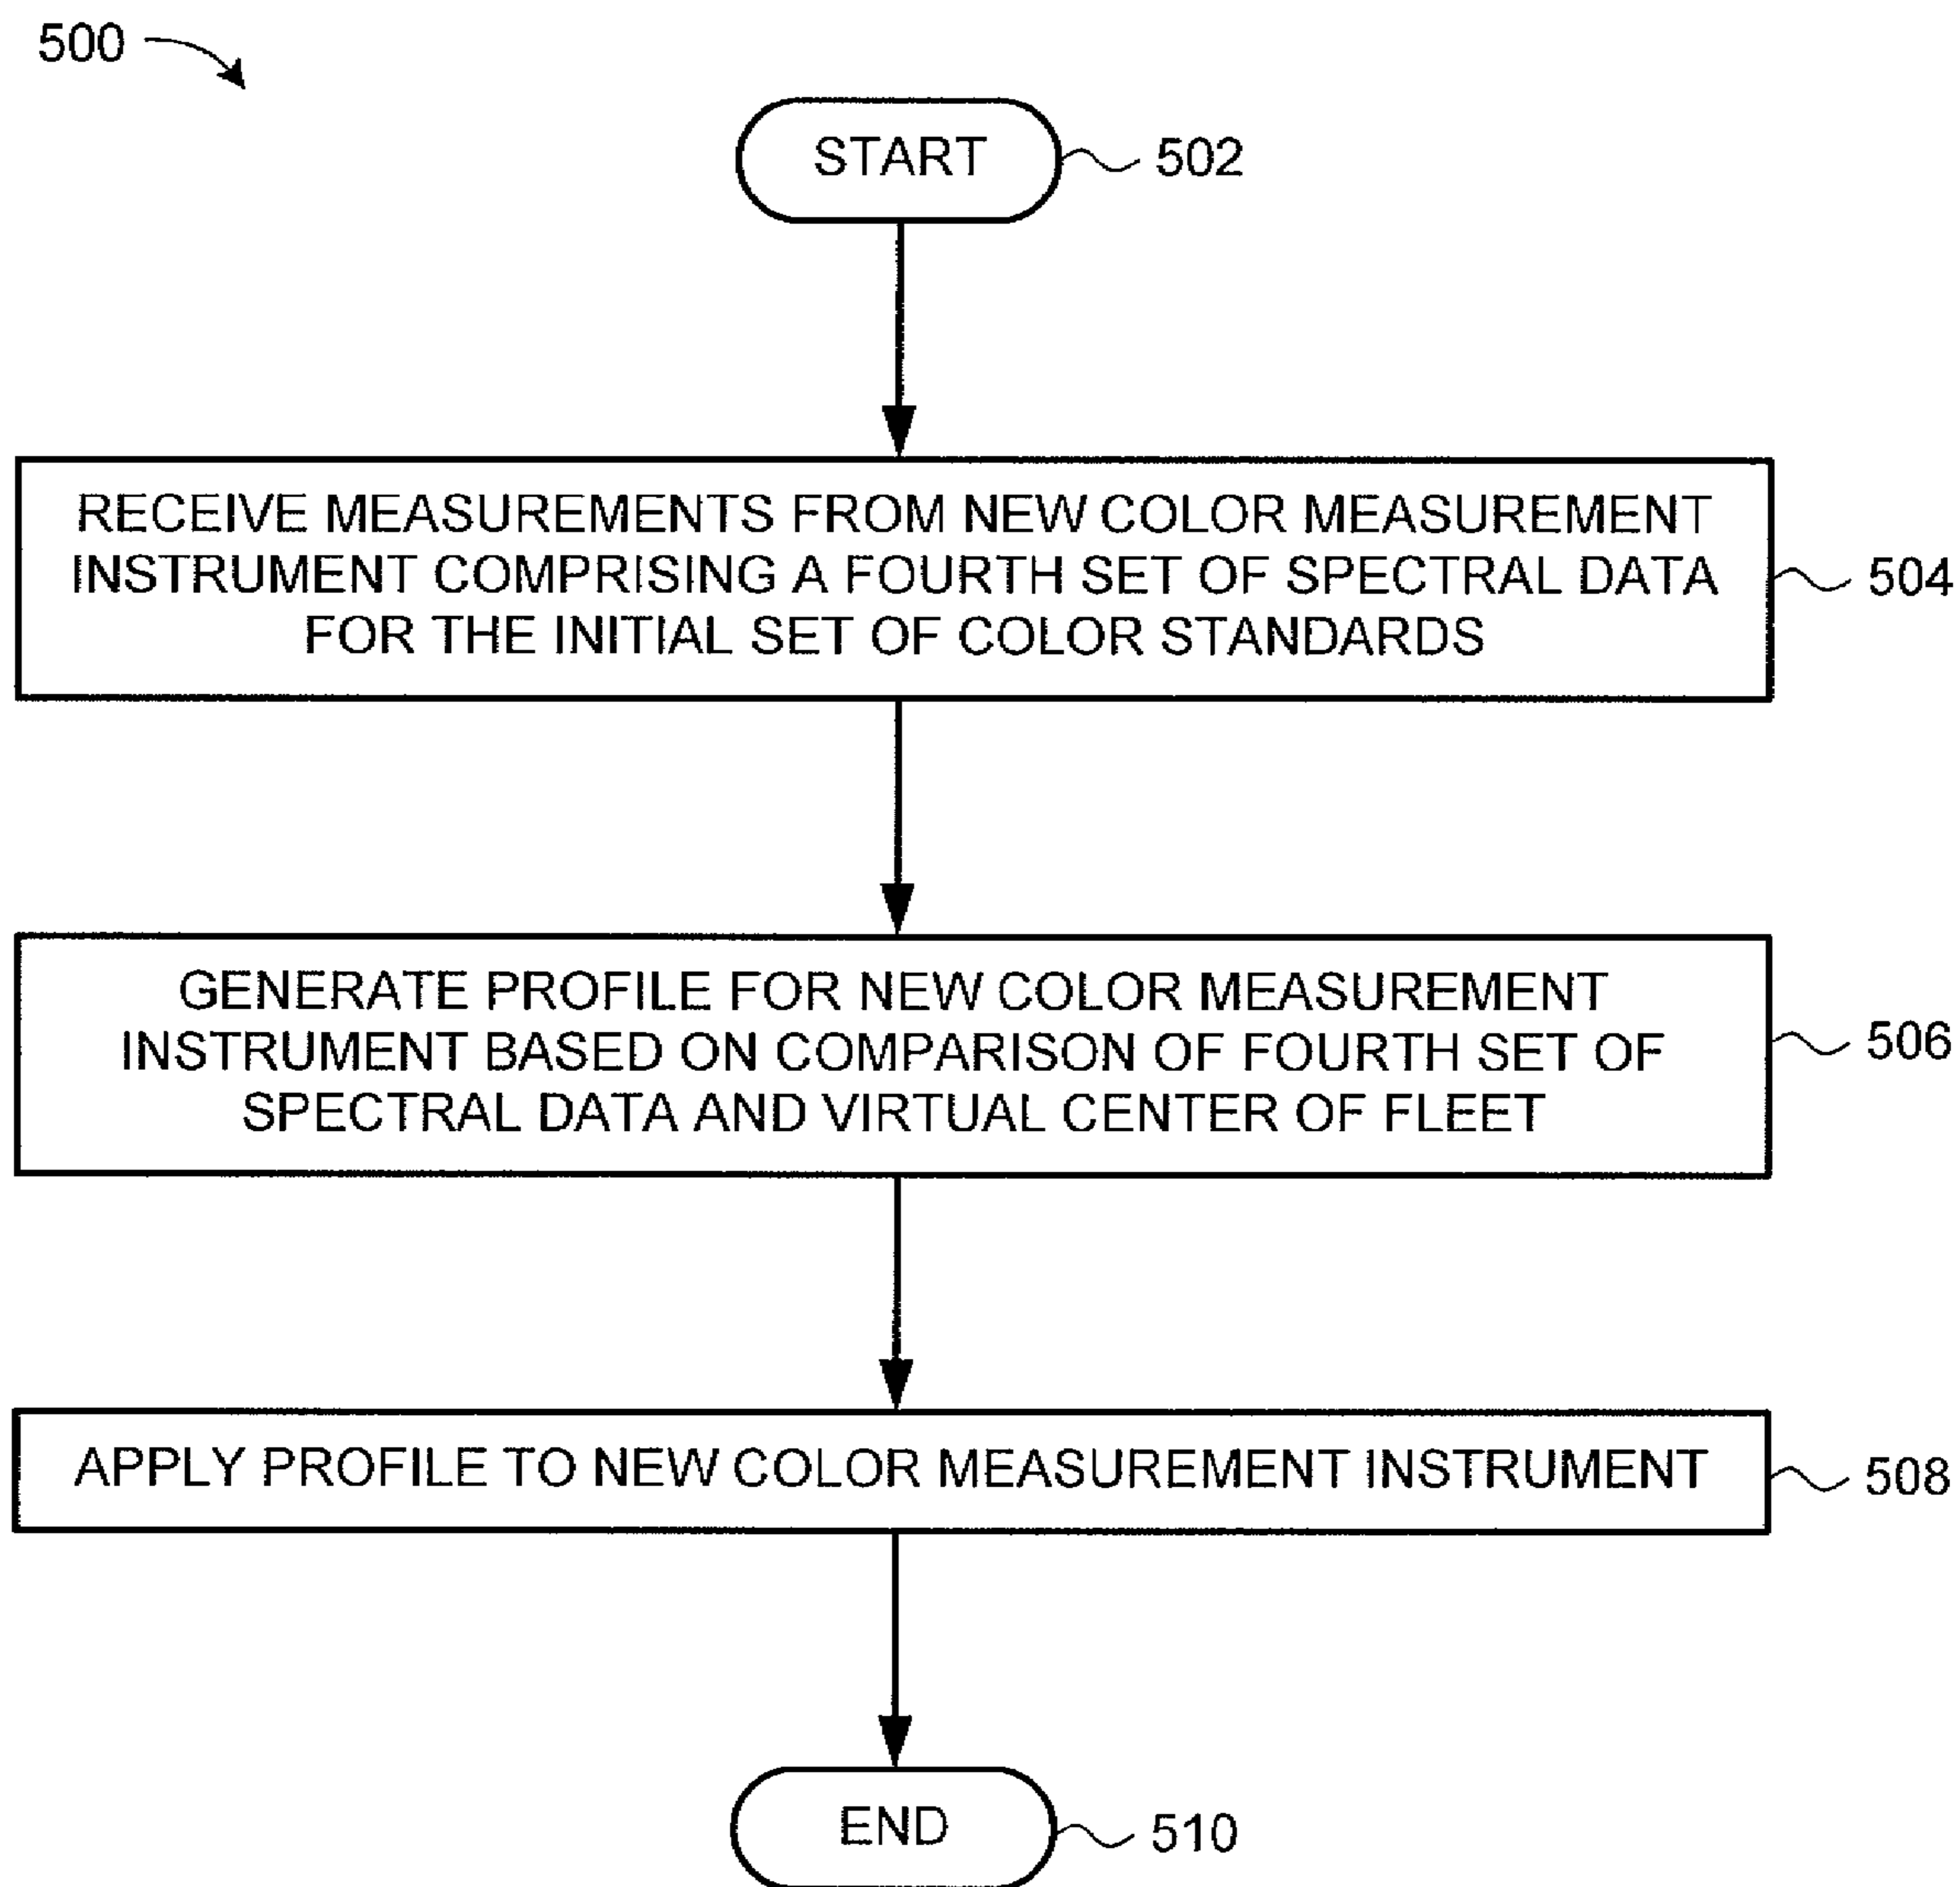 500
START
502
RECEIVE MEASUREMENTS FROM NEW COLOR MEASUREMENT
INSTRUMENT COMPRISING A FOURTH SET OF SPECTRAL DATA
FOR THE INITIAL SET OF COLOR STANDARDS
504
GENERATE PROFILE FOR NEW COLOR MEASUREMENT
INSTRUMENT BASED ON COMPARISON OF FOURTH SET OF
SPECTRAL DATA AND VIRTUAL CENTER OF FLEET
506
APPLY PROFILE TO NEW COLOR MEASUREMENT INSTRUMENT
508
END
510